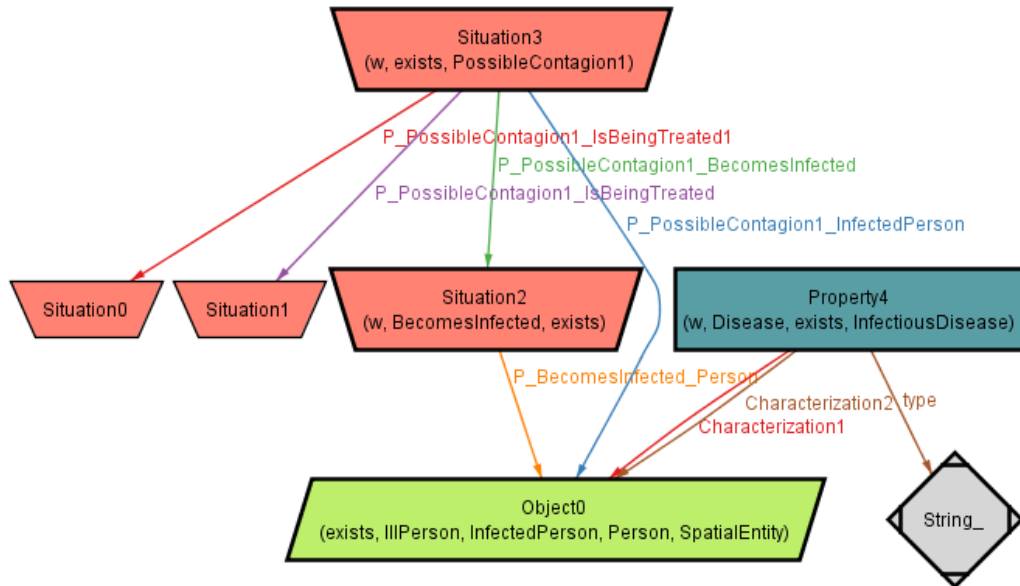 Situation3
(w, exists, PossibleContagion1)
P_PossibleContagion1_IsBeingTreated1
P_PossibleContagion1_BecomesInfected
P_PossibleContagion1_IsBeingTreated
P_PossibleContagion1_InfectedPerson
Situation0
Situation1
Situation2
(w, BecomesInfected, exists)
Property4
(w, Disease, exists, InfectiousDisease)
P_BecomesInfected_Person
Characterization2
type
Characterization1
Object0
(exists, IllPerson, InfectedPerson, Person, SpatialEntity)
String_